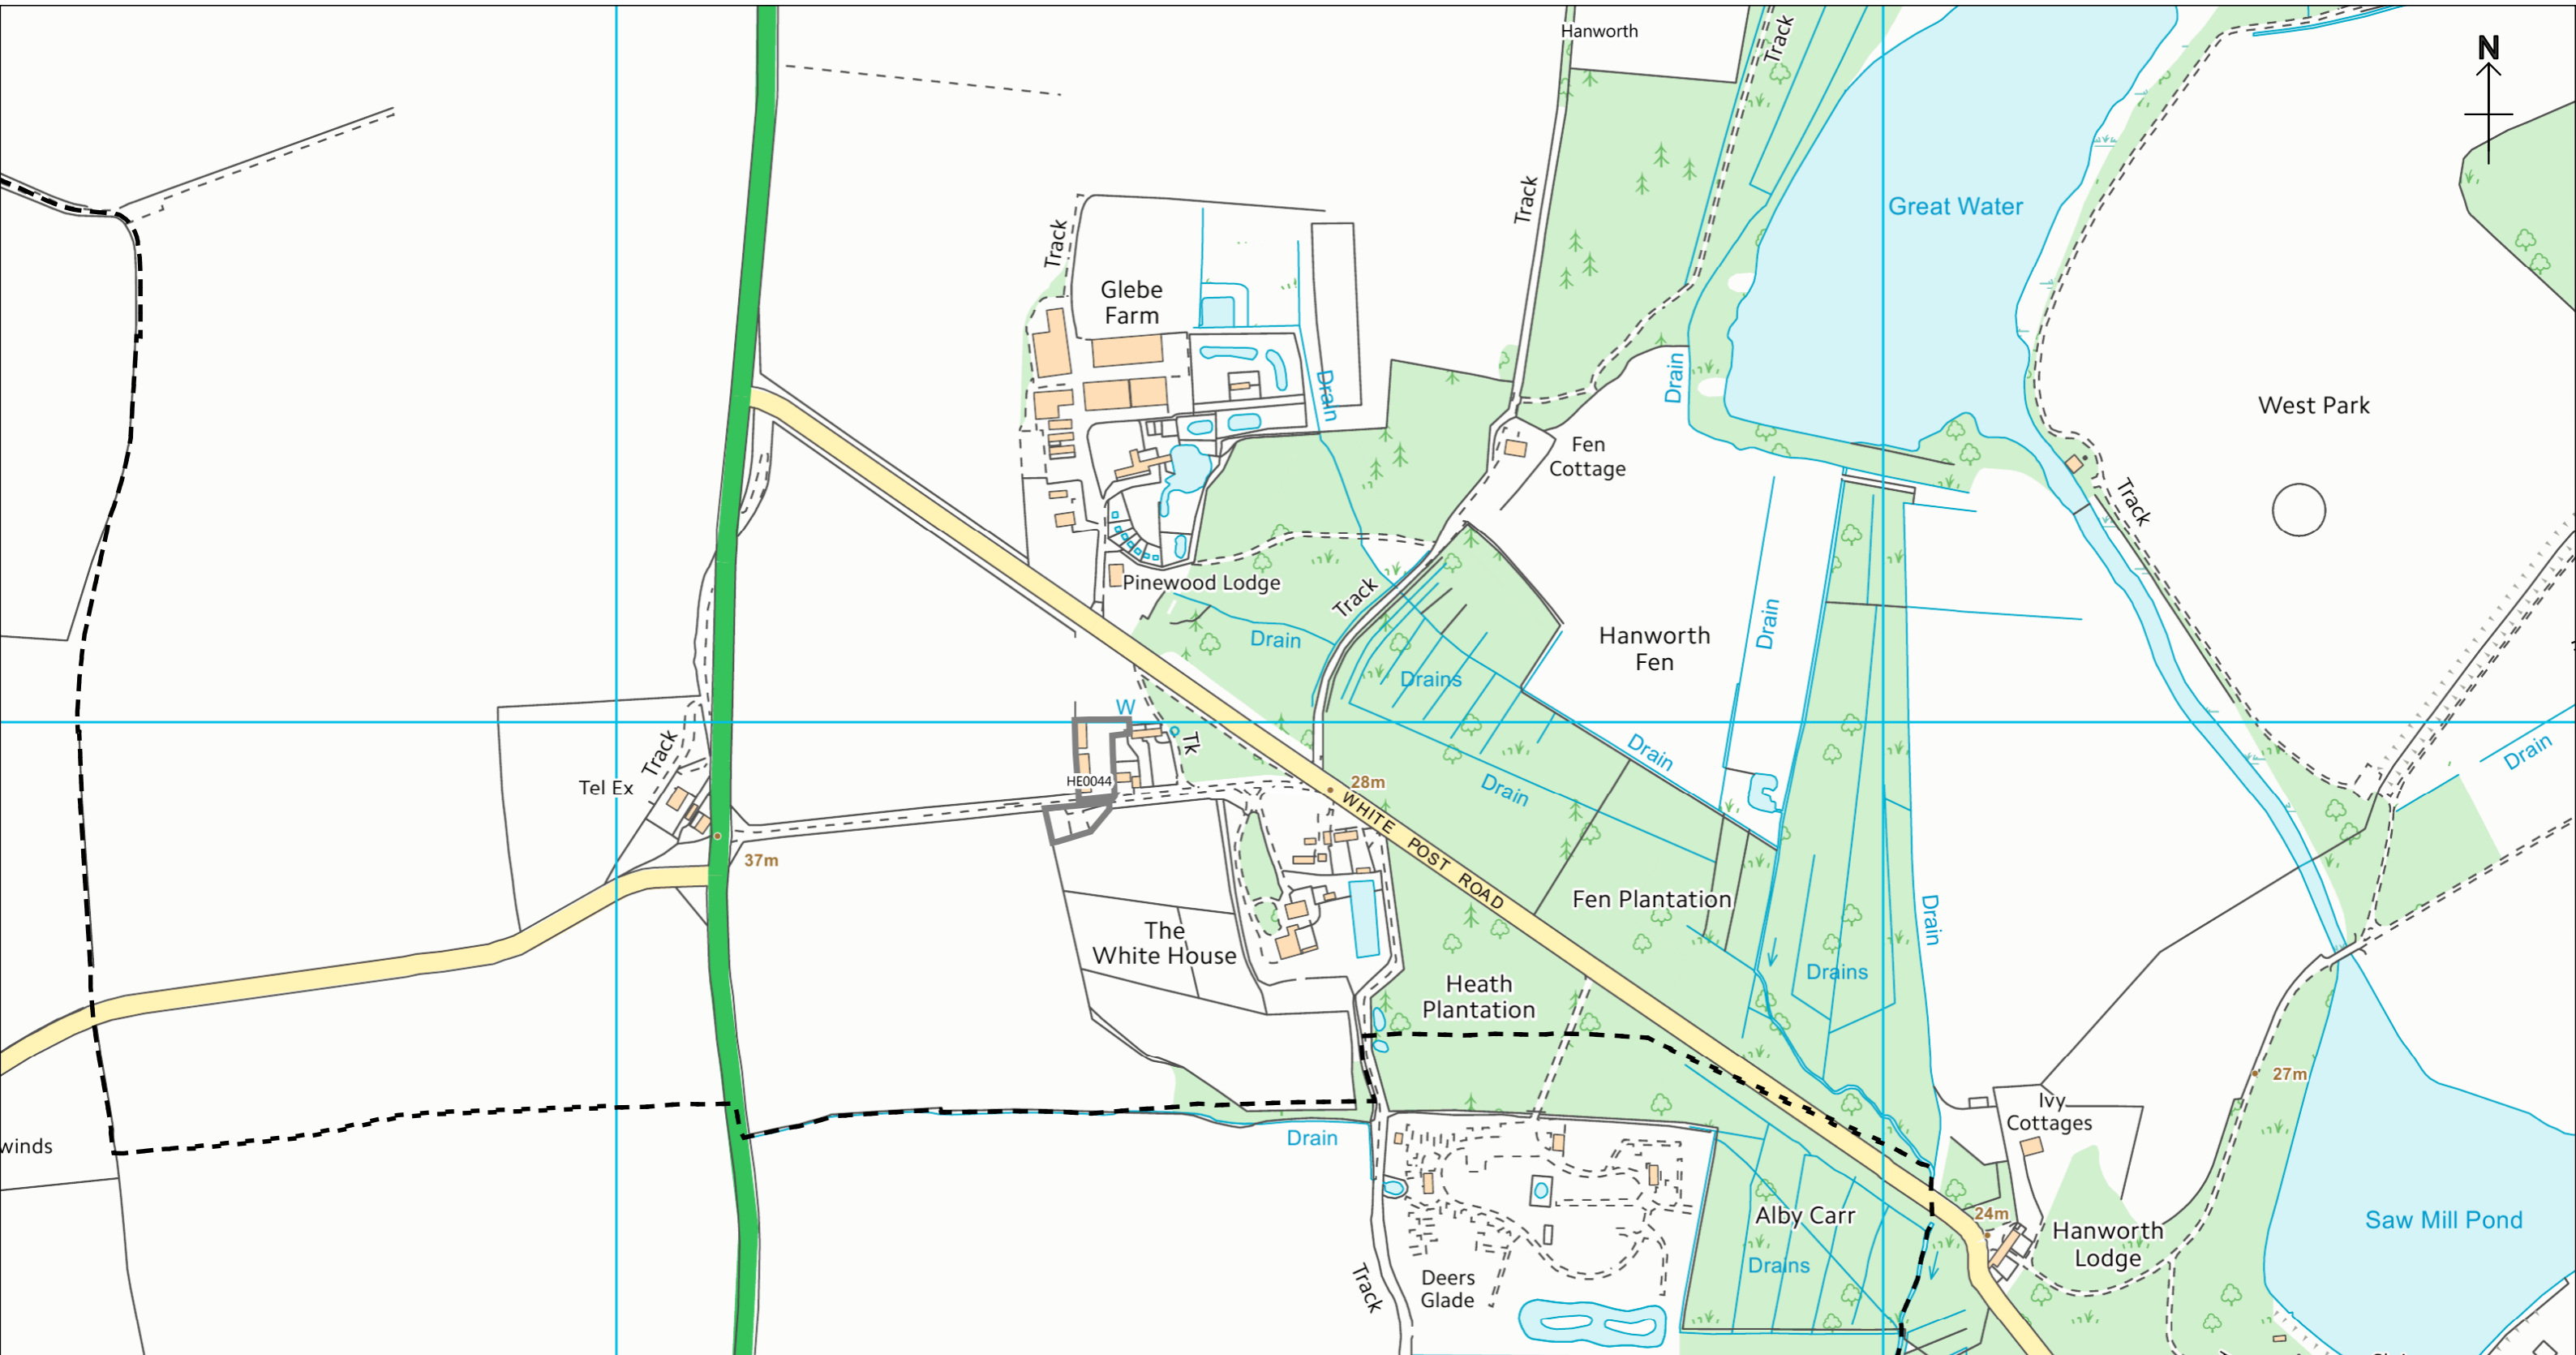 Hanworth
Track
N
Great Water
Track
Track
Glebe
Farm
Drain
Drain
West Park
Fen
Cottage
Track
Pinewood Lodge
Track
Drain
Drain
Hanworth
Fen
Drains
W
Tk
Drain
Drain
Track
Tel Ex
HE0044
28m
Drain
WHITE POST ROAD
37m
Fen Plantation
The
White House
Drain
Drains
Heath
Plantation
27m
Ivy
Cottages
winds
Drain
24m
Alby Carr
Hanworth
Lodge
Saw Mill Pond
Drains
Deers
Glade
Track